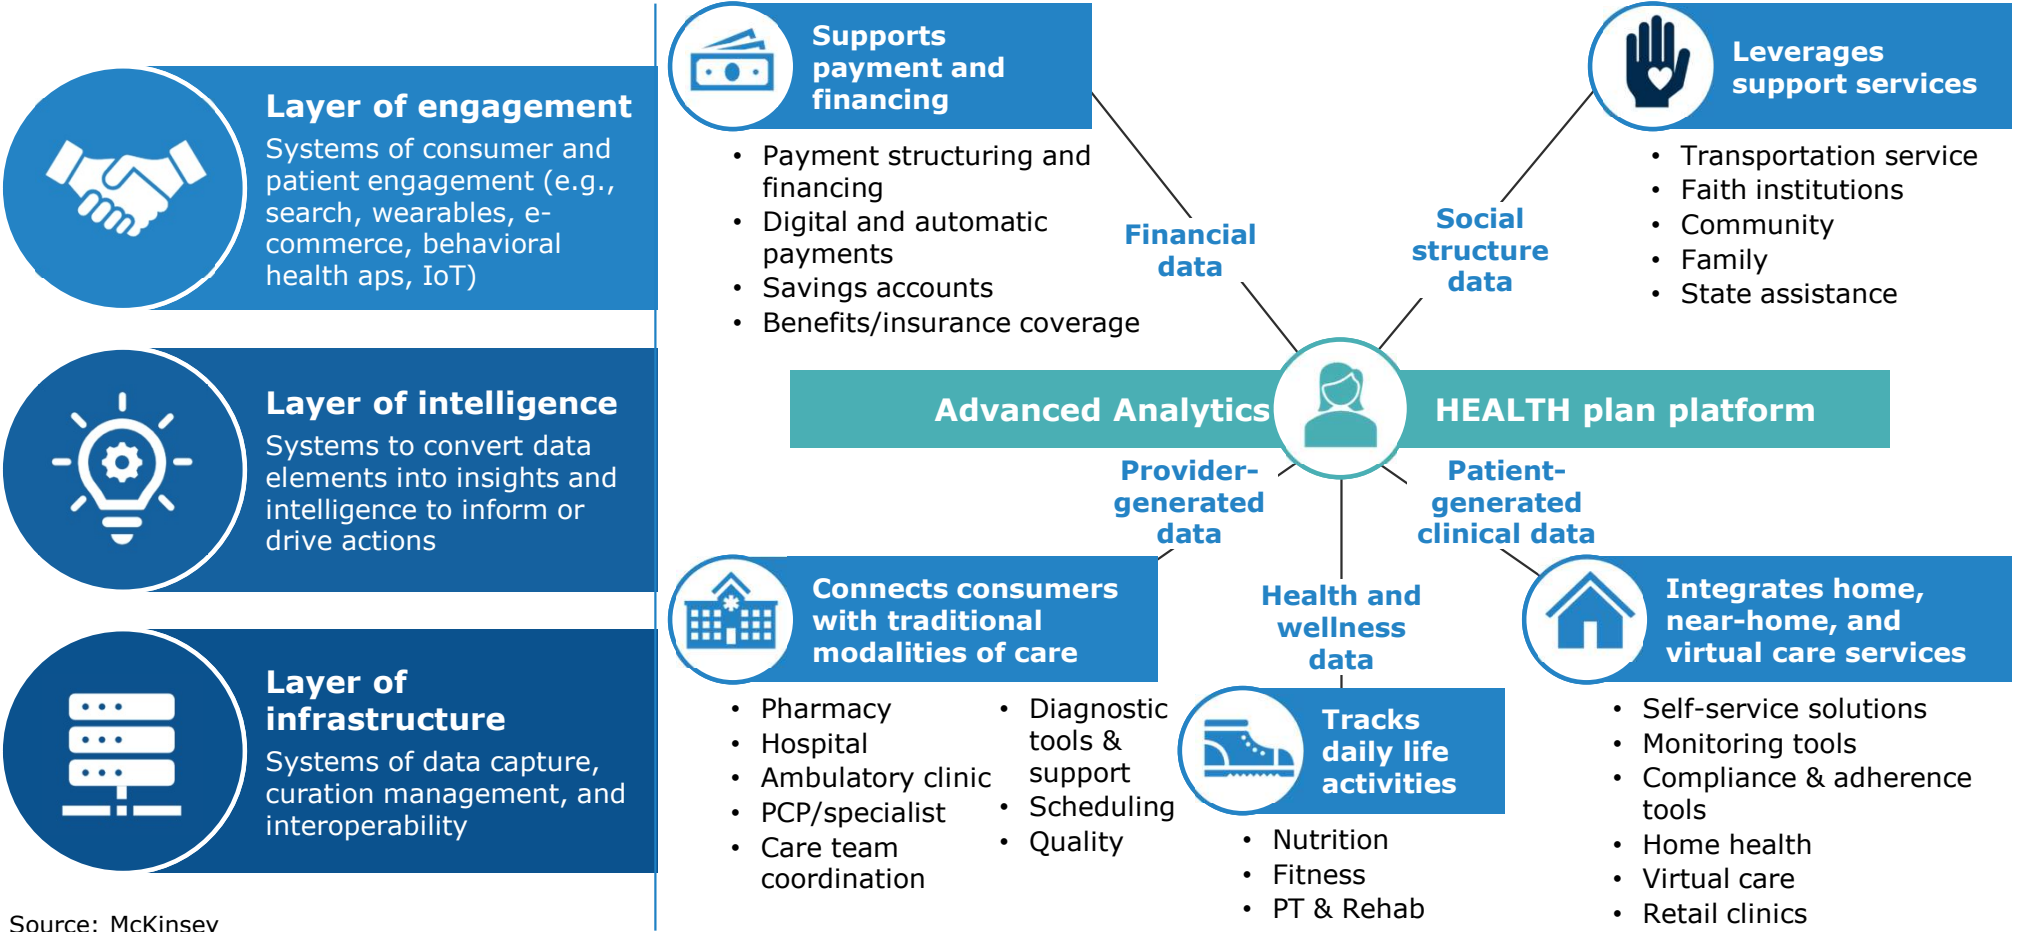 Layer of engagement
Systems of consumer and
patient engagement (e.g.,
search, wearables, e-
commerce, behavioral
health aps, IoT)
Layer of intelligence
Systems to convert data
elements into insights and
intelligence to inform or
drive actions
Layer of
infrastructure
Systems of data capture,
curation management, and
interoperability
Source: McKinsey
Supports
payment and
financing
• Payment structuring and
financing
• Digital and automatic
payments
• Savings accounts
• Benefits/insurance coverage
Financial
data
Social
structure
data
Leverages
support services
• Transportation service
• Faith institutions
• Community
• Family
• State assistance
Advanced Analytics
HEALTH plan platform
Provider-
generated
data
Patient-
generated
clinical data
Health and
wellness
data
Connects consumers
with traditional
modalities of care
• Pharmacy
• Hospital
• Ambulatory clinic
• PCP/specialist
• Care team
coordination
• Diagnostic
tools &
support
• Scheduling
• Quality
Tracks
daily life
activities
• Nutrition
• Fitness
• PT & Rehab
Integrates home,
near-home, and
virtual care services
• Self-service solutions
• Monitoring tools
• Compliance & adherence
tools
• Home health
• Virtual care
• Retail clinics